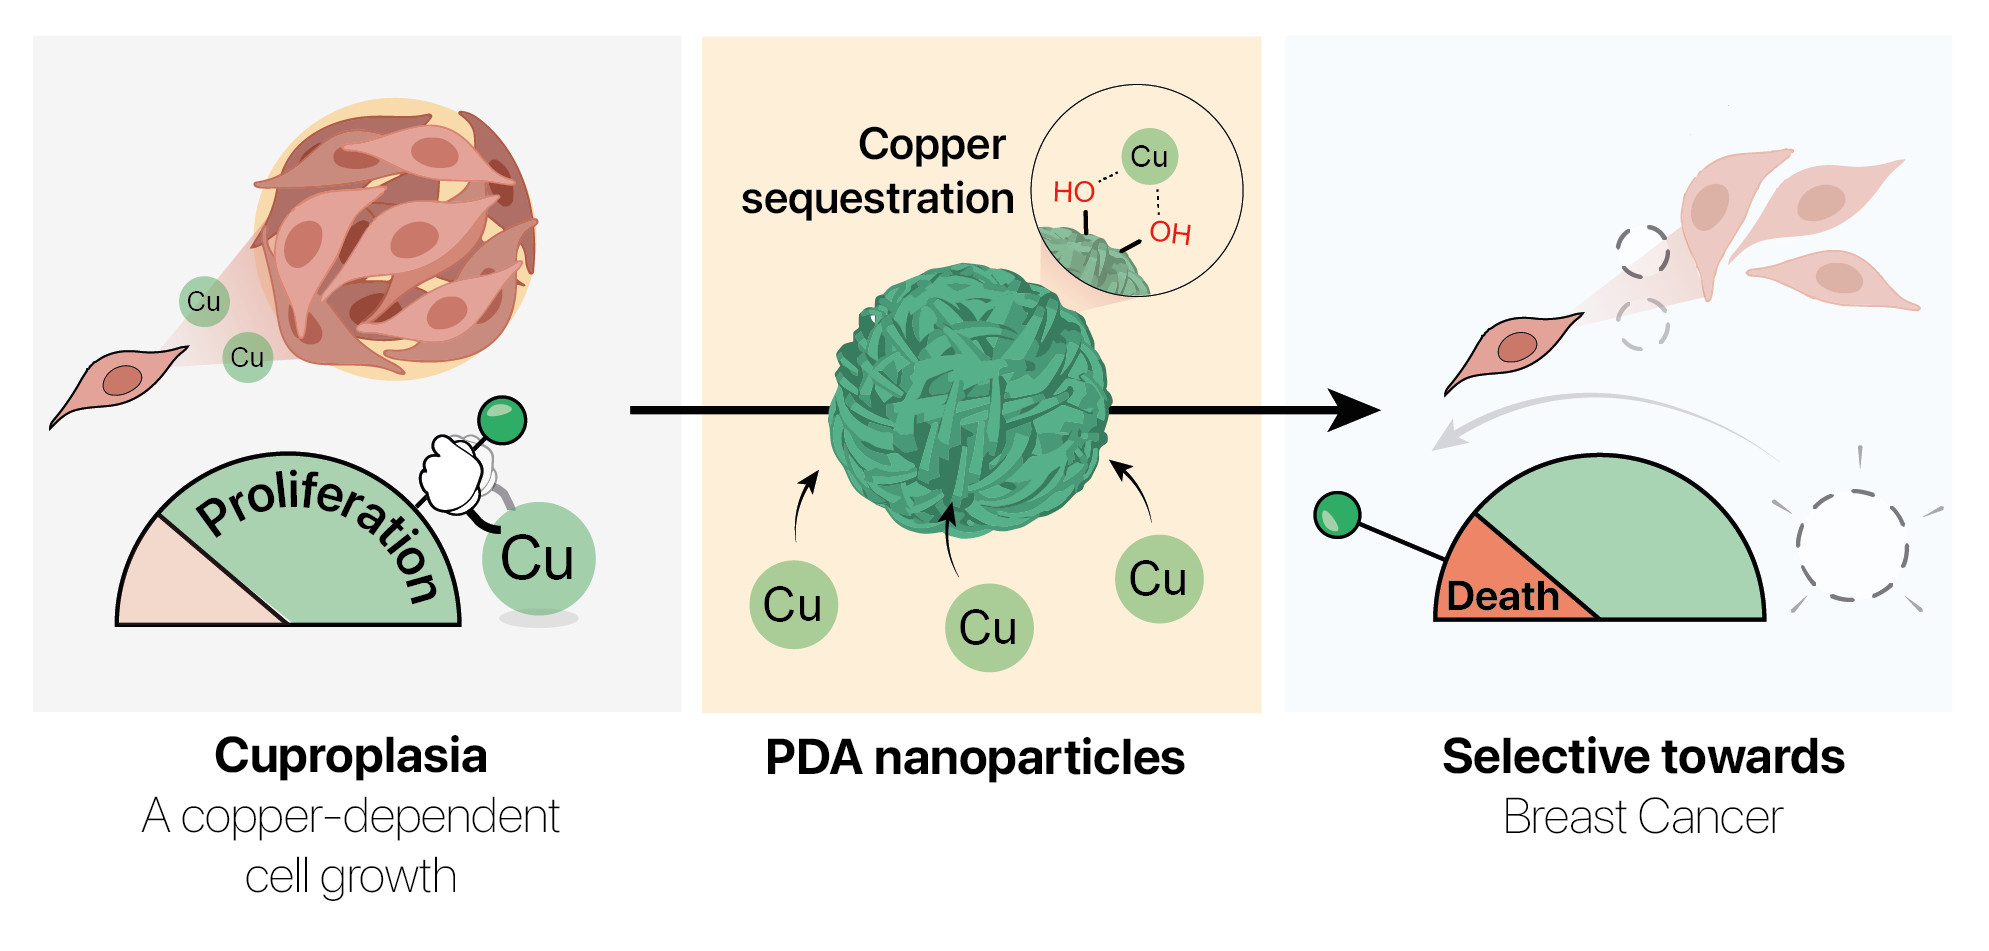 Cu
Cu
Proliferation
Cu
Cuproplasia
A copper-dependent
cell growth
Copper
sequestration
Cu
HO
OH
Cu
Cu
Cu
PDA nanoparticles
Death
Selective towards
Breast Cancer